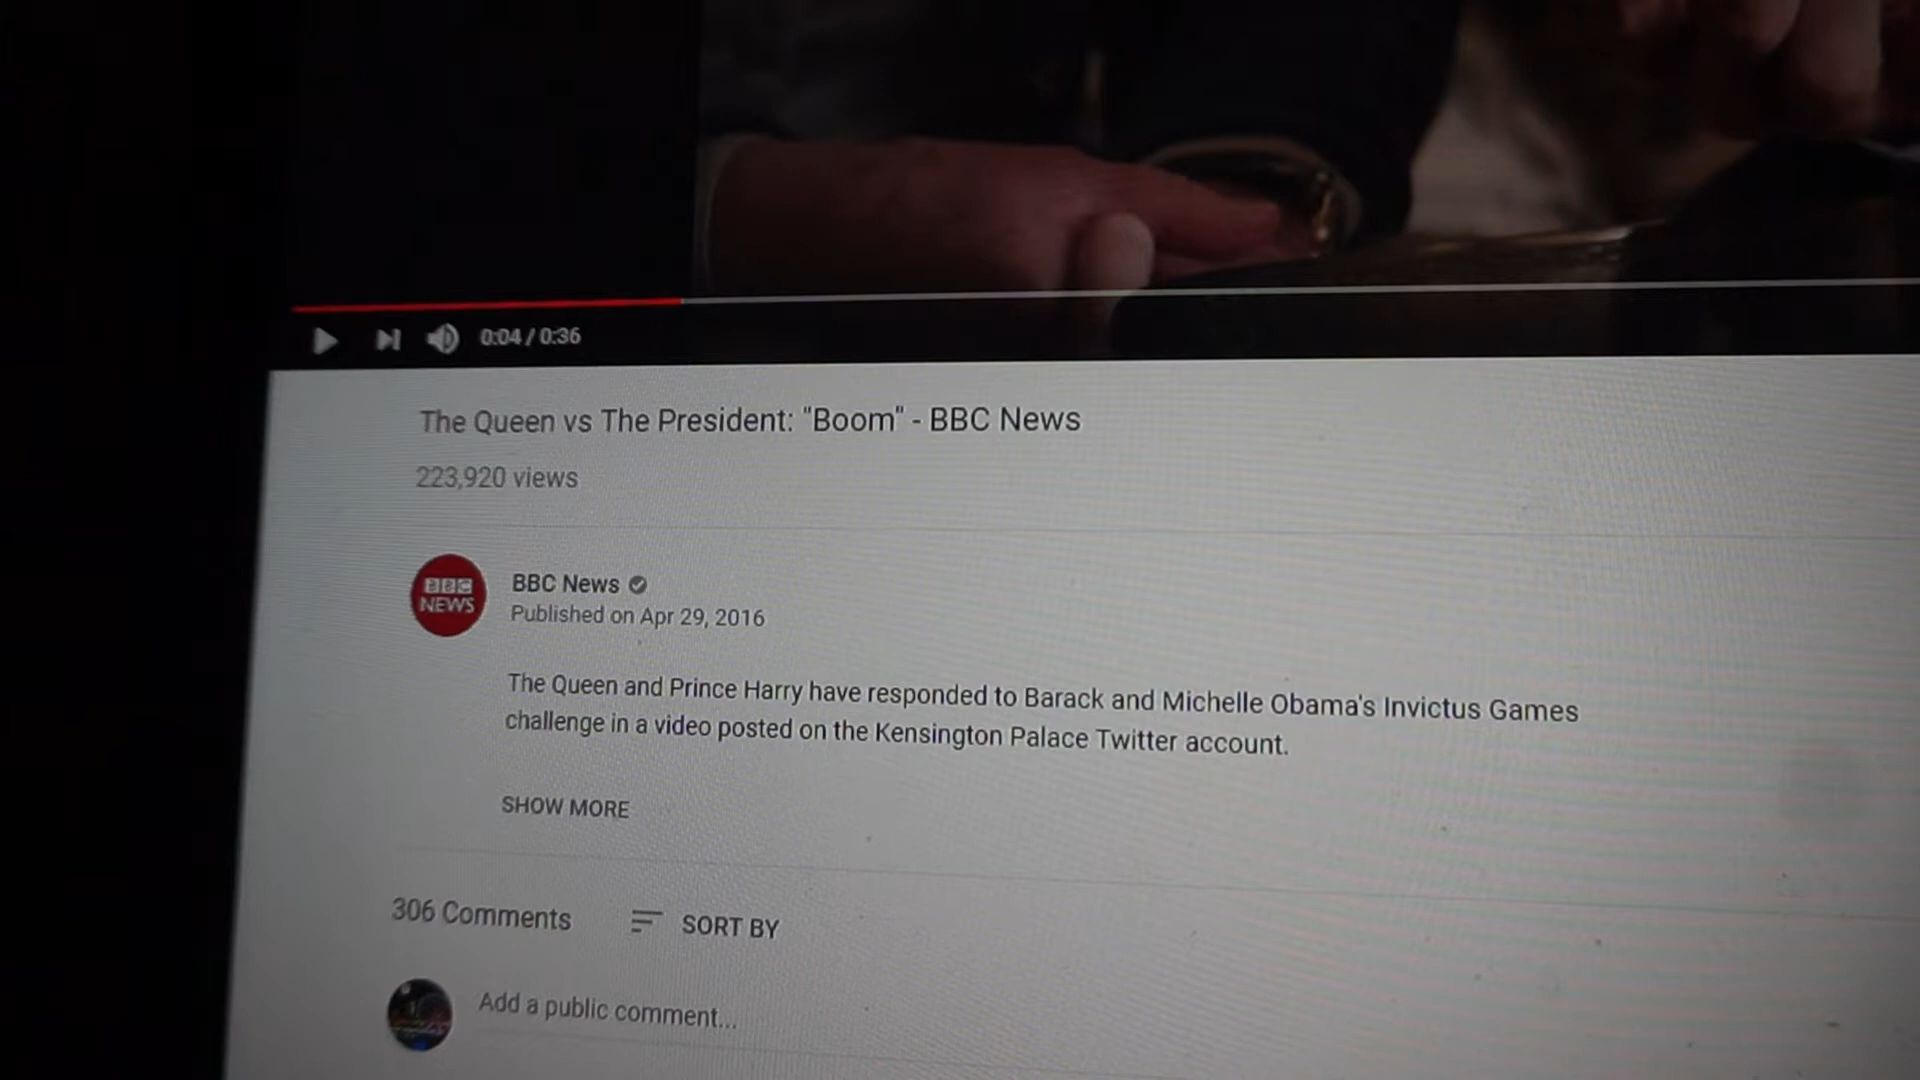 0:04 / 0:36
The Queen vs The President: "Boom" - BBC News
223,920 views
BBC NEWS
BBC News
Published on Apr 29, 2016
The Queen and Prince Harry have responded to Barack and Michelle Obama's Invictus Games
challenge in a video posted on the Kensington Palace Twitter account.
SHOW MORE
306 Comments SORT BY
Add a public comment...